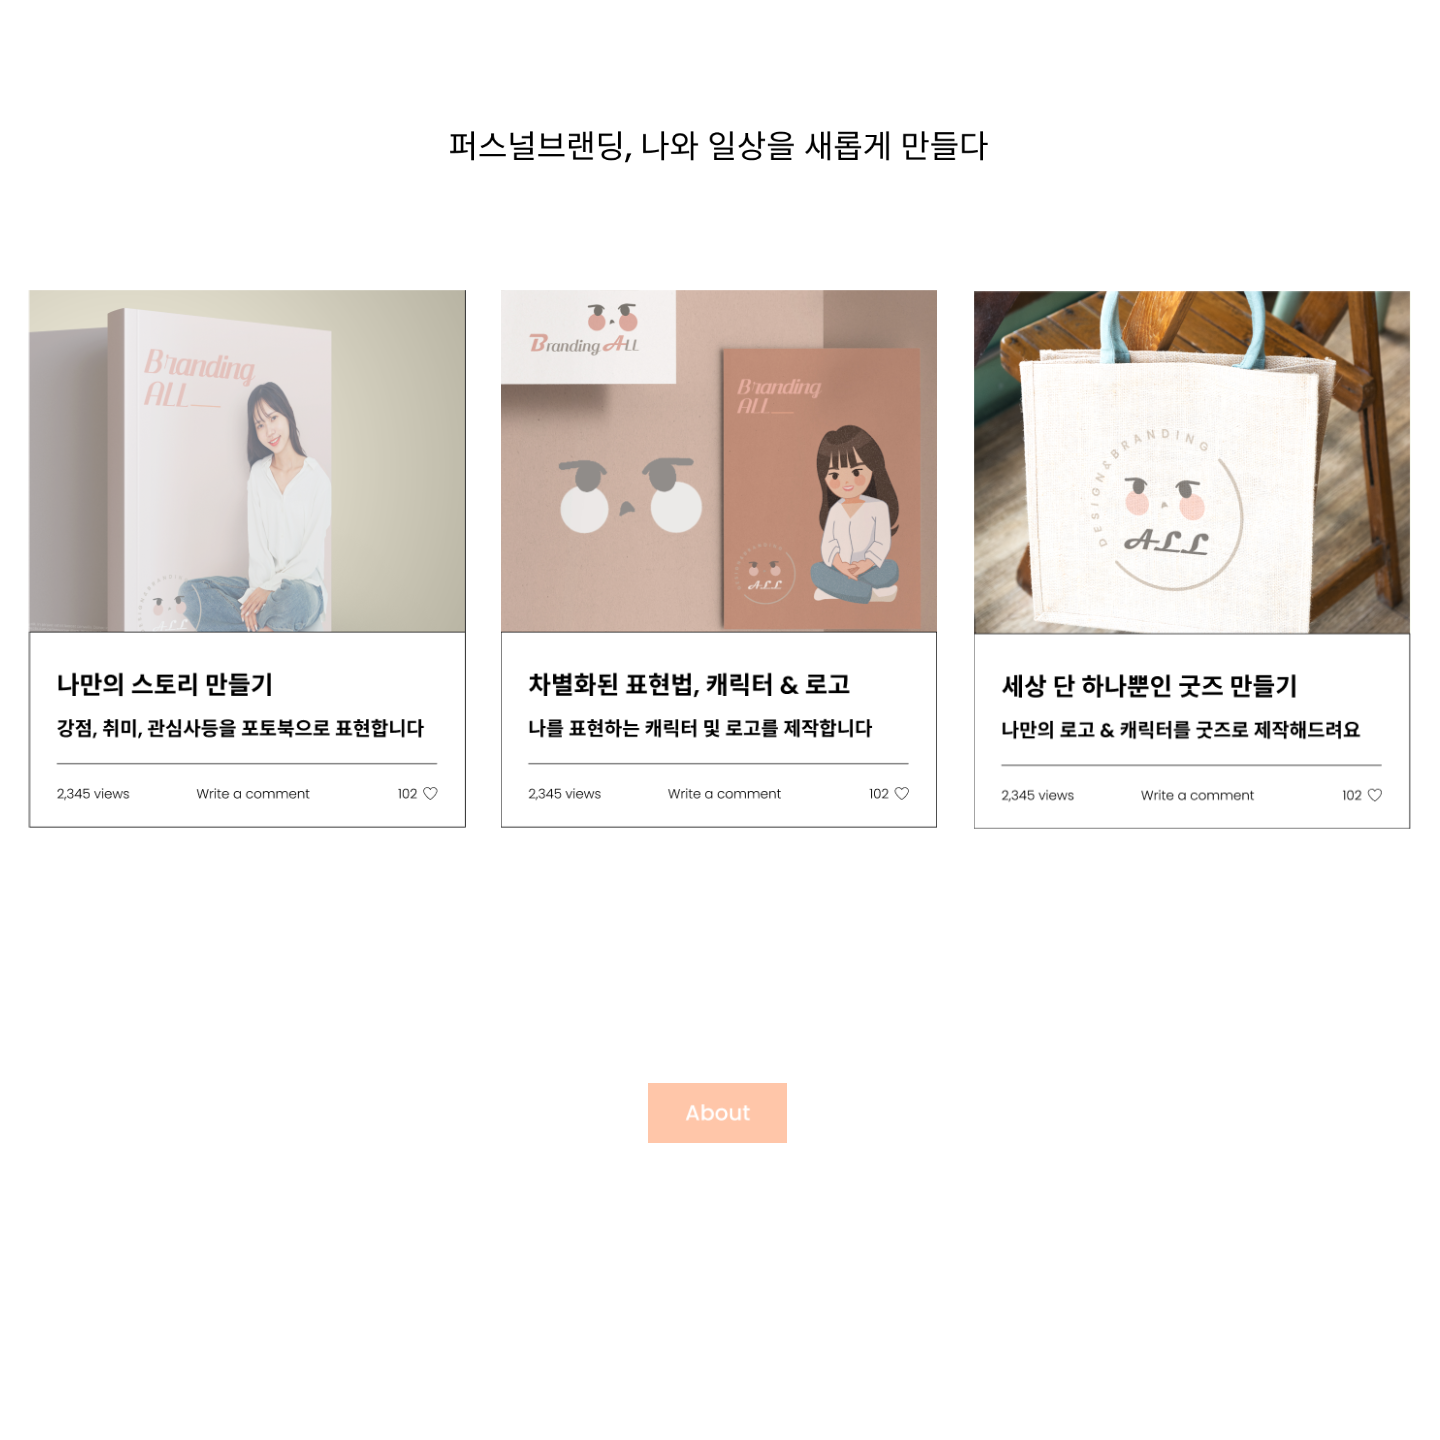 퍼스널브랜딩, 나와 일상을 새롭게 만들다
Branding
ALL
Branding ALL
Branding
ALL
ALL
DESIGN&BRANDING
ALL
나만의 스토리 만들기
강점, 취미, 관심사등을 포토북으로 표현합니다
2,345 views Write a comment 102
차별화된 표현법, 캐릭터 & 로고
나를 표현하는 캐릭터 및 로고를 제작합니다
2,345 views Write a comment 102
세상 단 하나뿐인 굿즈 만들기
나만의 로고 & 캐릭터를 굿즈로 제작해드려요
2,345 views Write a comment 102
About